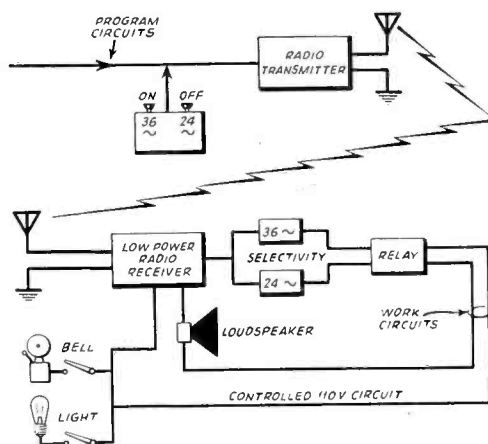 PROGRAM
CIRCUITS
RADIO
TRANSMITTER
ON OFF
36 24
~ ~
LOW POWER
RADIO
RECEIVER
36 ~
SELECTIVITY
24 ~
RELAY
WORK
CIRCUITS
LOUDSPEAKER
BELL
CONTROLLED 110V CIRCUIT
LIGHT